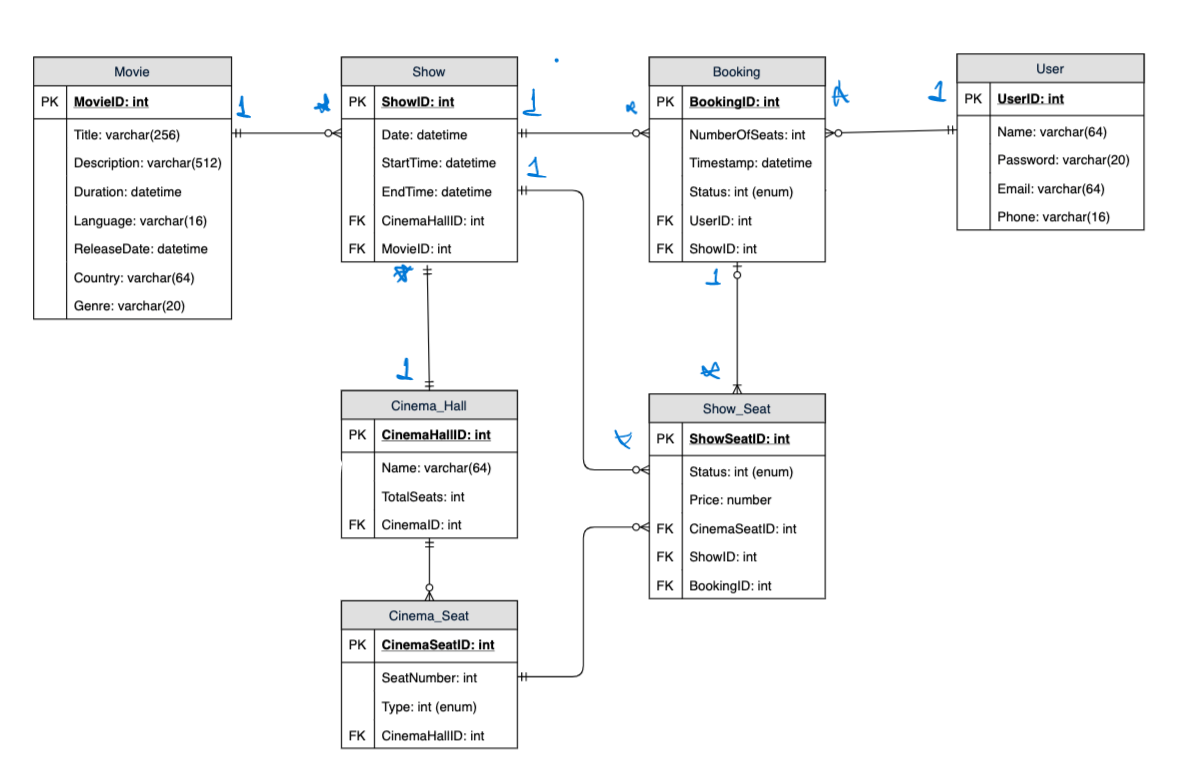 Movie
PK MovieID: int
Title: varchar(256)
Description: varchar(512)
Duration: datetime
Language: varchar(16)
ReleaseDate: datetime
Country: varchar(64)
Genre: varchar(20)
1
*
Show
PK ShowID: int
Date: datetime
StartTime: datetime
EndTime: datetime
FK CinemaHallID: int
FK MovieID: int
1
*
1
*
Booking
PK BookingID: int
NumberOfSeats: int
Timestamp: datetime
Status: int (enum)
FK UserID: int
FK ShowID: int
*
1
1
User
PK UserID: int
Name: varchar(64)
Password: varchar(20)
Email: varchar(64)
Phone: varchar(16)
1
Cinema_Hall
PK CinemaHallID: int
Name: varchar(64)
TotalSeats: int
FK CinemaID: int
*
*
Show_Seat
PK ShowSeatID: int
Status: int (enum)
Price: number
FK CinemaSeatID: int
FK ShowID: int
FK BookingID: int
Cinema_Seat
PK CinemaSeatID: int
SeatNumber: int
Type: int (enum)
FK CinemaHallID: int